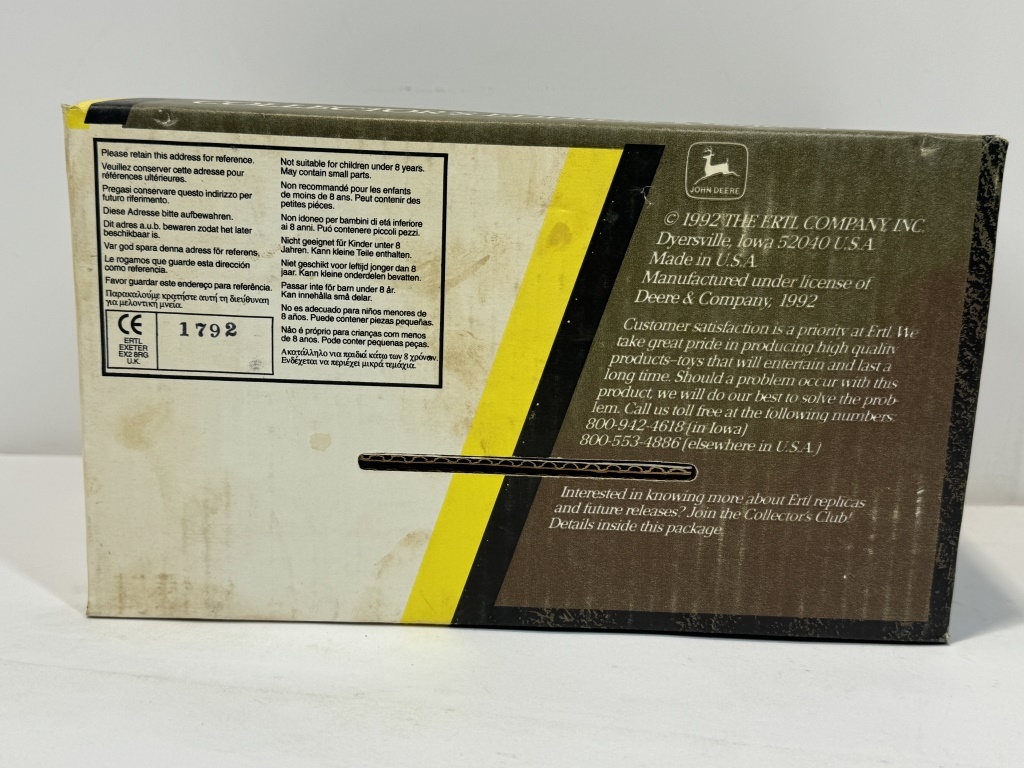 Please retain this address for reference.
Veuillez conserver cette adresse pour
références ultérieures.
Pregasi conservare questo indirizzo per
futuro riferimento.
Diese Adresse bitte aufbewahren.
Dit adres a.u.b. bewaren zodat het later
beschikbaar is.
Var god spara denna adress för referens.
Le rogamos que guarde esta dirección
como referencia.
Favor guardar este endereço para referência.
Παρακαλούμε κρατήστε αυτή τη διεύθυνση
για μελοντική μνεία.
CE
ERTL
EXETER
EX2 8RG
U.K.
1792
Not suitable for children under 8 years.
May contain small parts.
Non recommandé pour les enfants
de moins de 8 ans. Peut contenir des
petites pièces.
Non idoneo per bambini di etá inferiore
ai 8 anni. Puó contenere piccoli pezzi.
Nicht geeignet für Kinder unter 8
Jahren. Kann kleine Teile enthalten.
Niet geschikt voor leftijd jonger dan 8
jaar. Kann kleine onderdelen bevatten.
Passar inte för barn under 8 år.
Kan innehålla små delar.
No es adecuado para niños menores de
8 años. Puede contener piezas pequeñas.
Não é próprio para crianças com menos
de 8 anos. Pode conter pequenas peças.
Ακατάλληλο για παιδιά κάτω των 8 χρόνων.
Ενδέχεται να περιέχει μικρά τεμάχια.
JOHN DEERE
© 1992 THE ERTL COMPANY, INC.
Dyersville, Iowa 52040 U.S.A.
Made in U.S.A.
Manufactured under license of
Deere & Company, 1992
Customer satisfaction is a priority at Ertl. We
take great pride in producing high quality
products–toys that will entertain and last a
long time. Should a problem occur with this
product, we will do our best to solve the prob-
lem. Call us toll free at the following numbers:
800-942-4618 [in Iowa]
800-553-4886 [elsewhere in U.S.A.]
Interested in knowing more about Ertl replicas
and future releases? Join the Collector's Club!
Details inside this package.